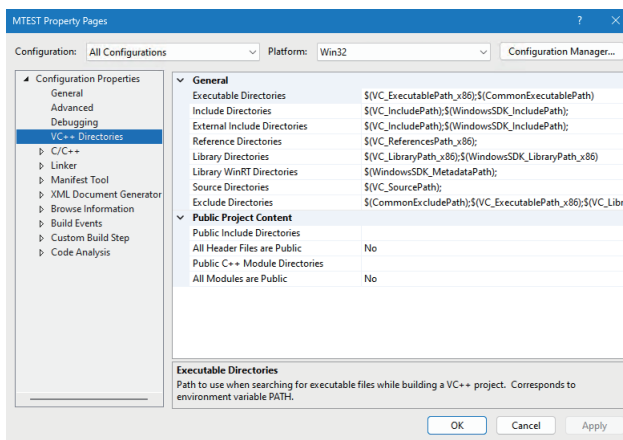 MTEST Property Pages ? ×
Configuration: All Configurations Platform: Win32 Configuration Manager...
Configuration Properties
General
Advanced
Debugging
VC++ Directories
C/C++
Linker
Manifest Tool
XML Document Generator
Browse Information
Build Events
Custom Build Step
Code Analysis
General
Executable Directories $(VC_ExecutablePath_x86);$(CommonExecutablePath)
Include Directories $(VC_IncludePath);$(WindowsSDK_IncludePath);
External Include Directories $(VC_IncludePath);$(WindowsSDK_IncludePath);
Reference Directories $(VC_ReferencesPath_x86);
Library Directories $(VC_LibraryPath_x86);$(WindowsSDK_LibraryPath_x86)
Library WinRT Directories $(WindowsSDK_MetadataPath);
Source Directories $(VC_SourcePath);
Exclude Directories $(CommonExcludePath);$(VC_ExecutablePath_x86);$(VC_Libr
Public Project Content
Public Include Directories
All Header Files are Public No
Public C++ Module Directories
All Modules are Public No
Executable Directories
Path to use when searching for executable files while building a VC++ project. Corresponds to
environment variable PATH.
OK Cancel Apply